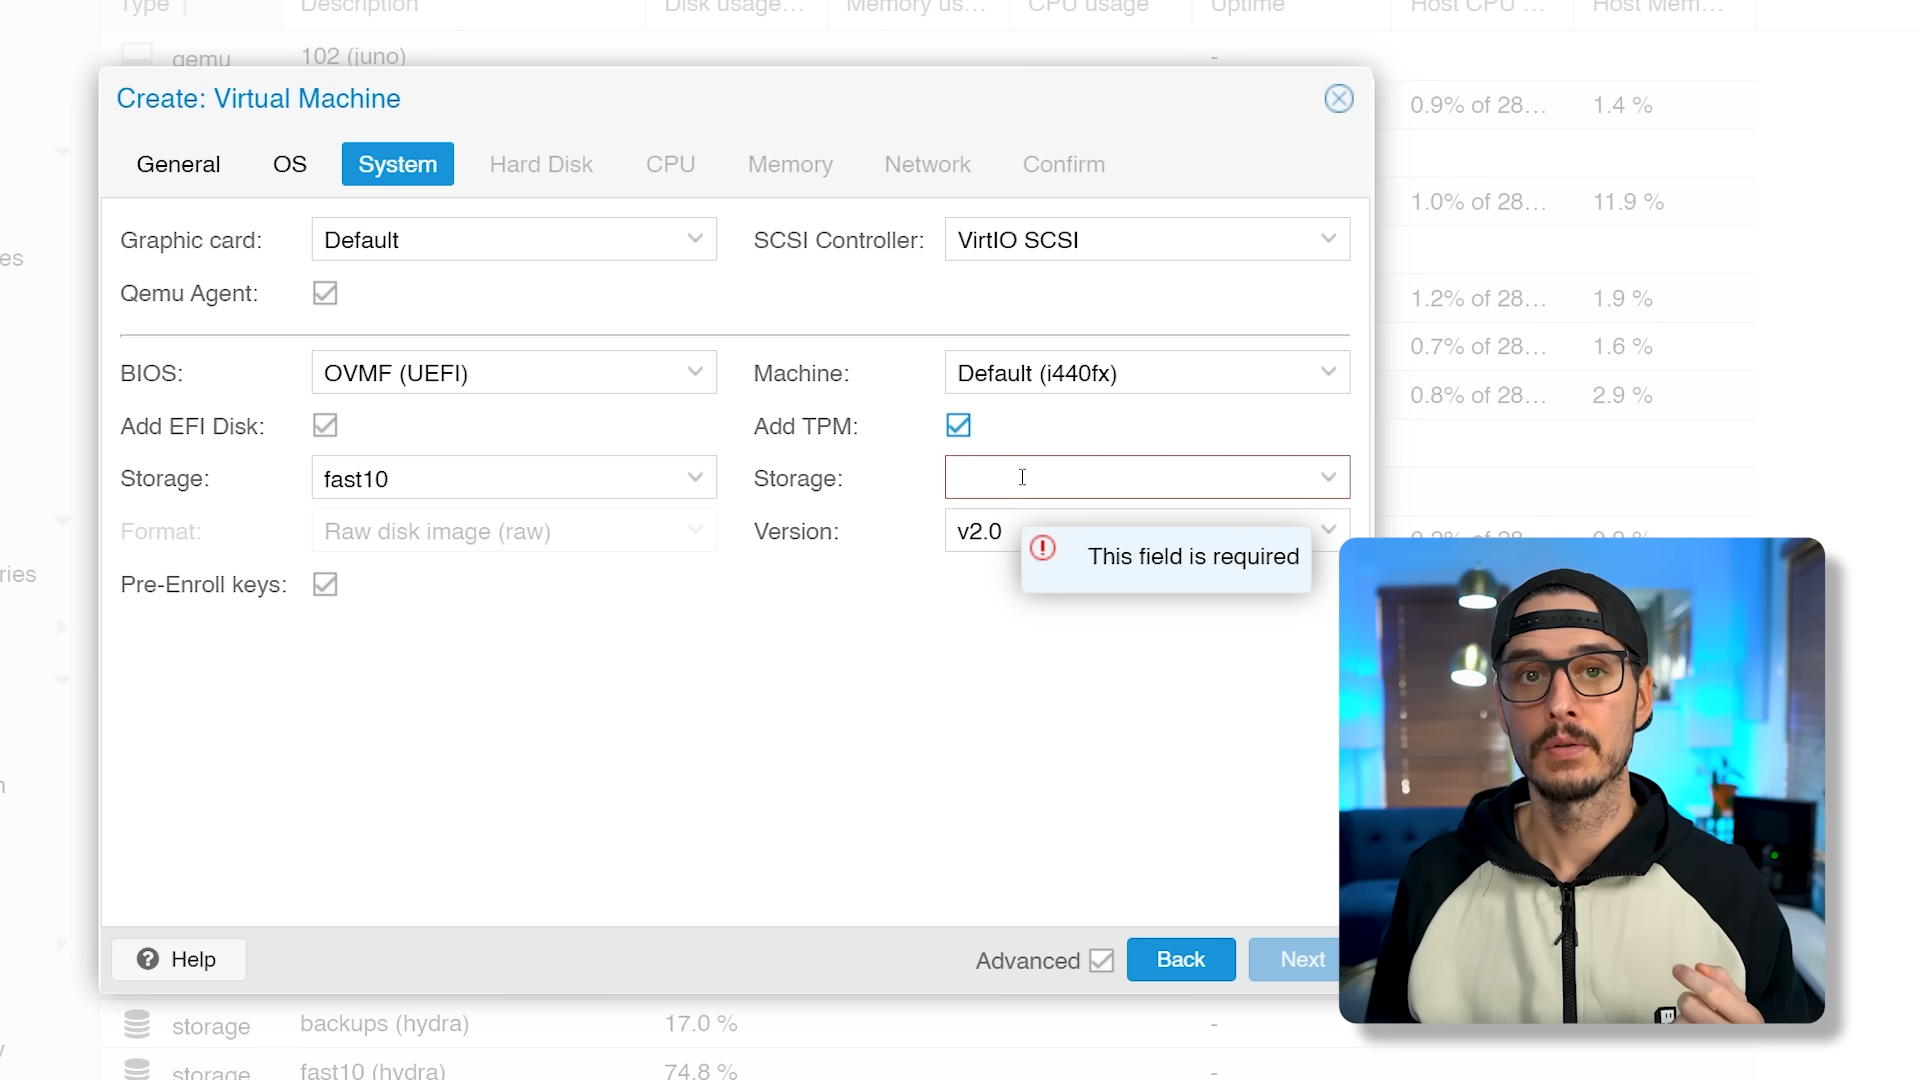 Type Description Disk usage... Memory us... CPU usage Uptime Host CPU ... Host Mem...
qemu 102 (juno) -
Create: Virtual Machine
0.9% of 28... 1.4 %
General OS System Hard Disk CPU Memory Network Confirm
1.0% of 28... 11.9 %
Graphic card: Default SCSI Controller: VirtIO SCSI
es
Qemu Agent:
1.2% of 28... 1.9 %
0.7% of 28... 1.6 %
BIOS: OVMF (UEFI) Machine: Default (i440fx)
0.8% of 28... 2.9 %
Add EFI Disk: Add TPM:
Storage: fast10 Storage:
Format: Raw disk image (raw) Version: v2.0
This field is required
ries
Pre-Enroll keys:
Help Advanced Back Next
storage backups (hydra) 17.0 % -
storage fast10 (hydra) 74.8 % -